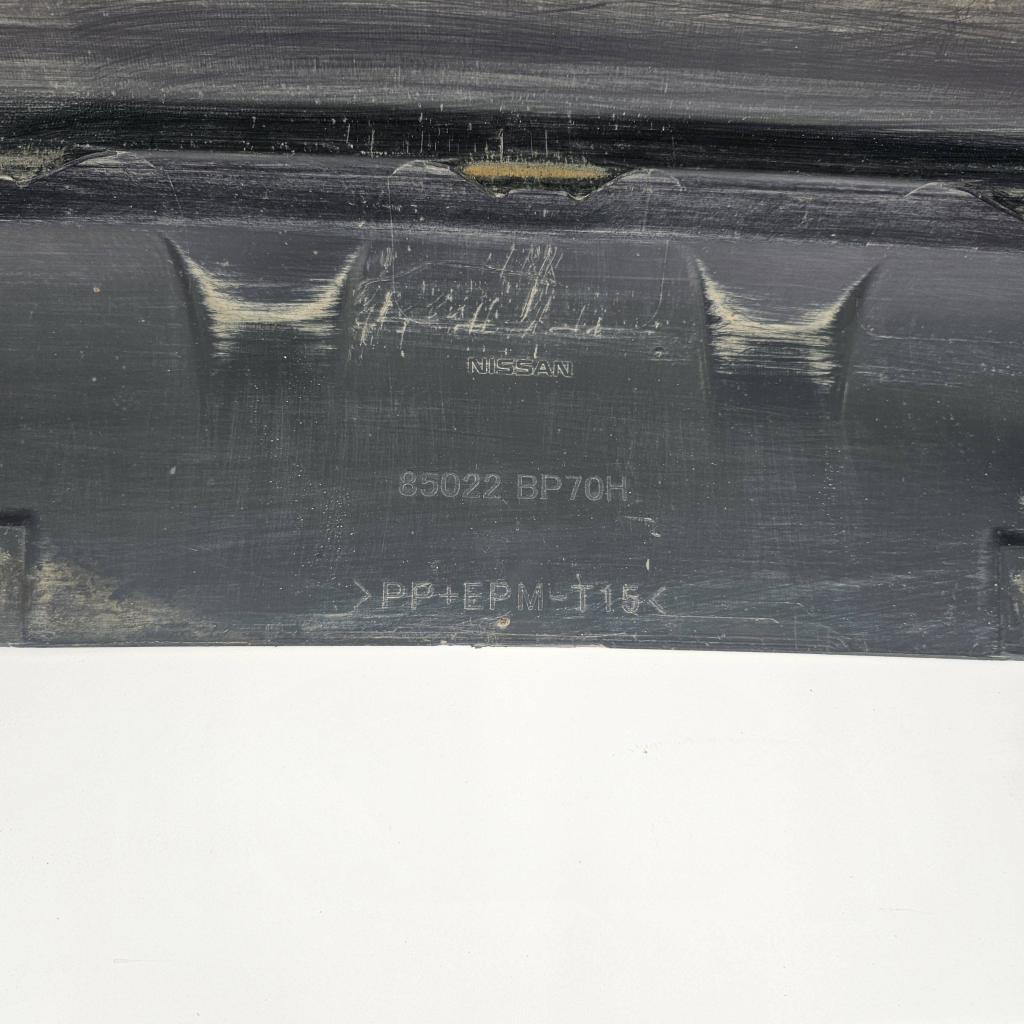 NISSAN
85022 BP70H
>PP+EPM-T15<